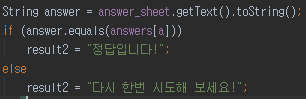 String answer = answer_sheet.getText().toString();
if (answer.equals(answers[a]))
result2 = "정답입니다!";
else
result2 = "다시 한번 시도해 보세요!";